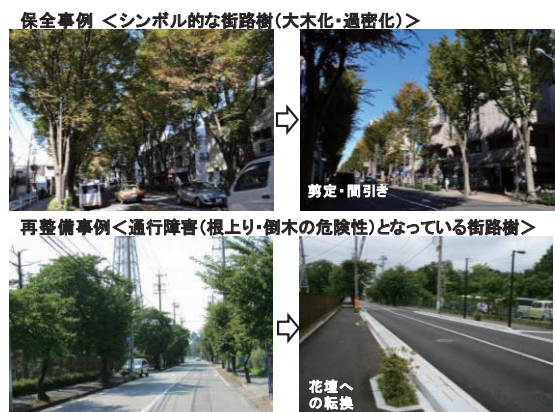 保全事例 ＜シンボル的な街路樹（大木化・過密化）＞
剪定・間引き
再整備事例＜通行障害（根上り・倒木の危険性）となっている街路樹＞
花壇へ
の転換